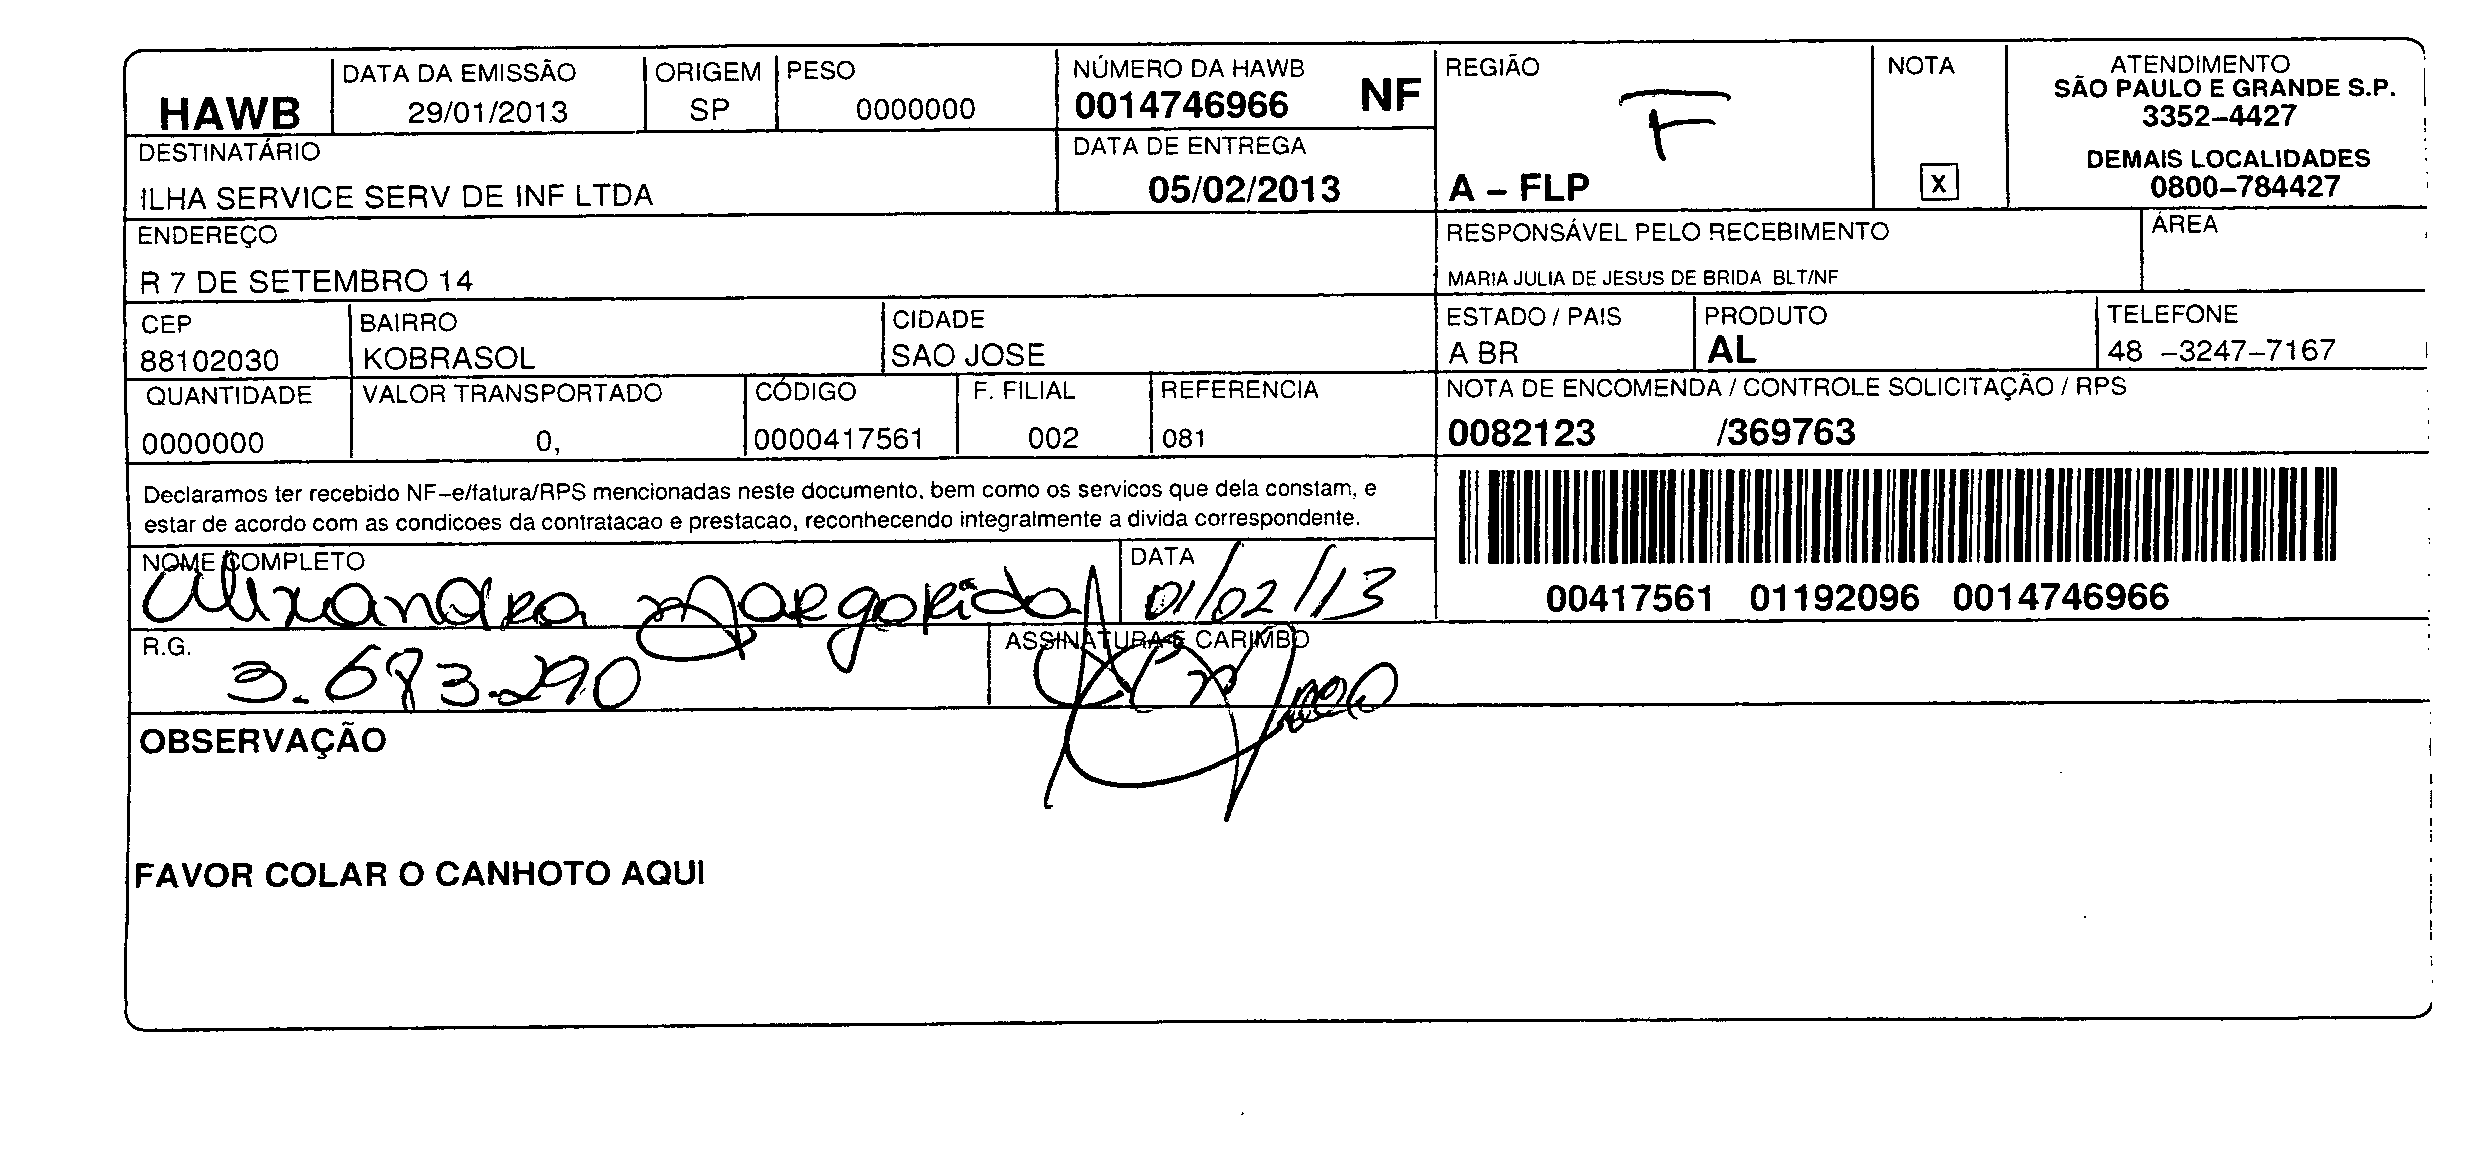 HAWB
DATA DA EMISSÃO
29/01/2013
ORIGEM
SP
PESO
0000000
NÚMERO DA HAWB
0014746966 NF
REGIÃO
F
A – FLP
NOTA
X
ATENDIMENTO
SÃO PAULO E GRANDE S.P.
3352–4427
DEMAIS LOCALIDADES
0800–784427
DESTINATÁRIO
ILHA SERVICE SERV DE INF LTDA
DATA DE ENTREGA
05/02/2013
ENDEREÇO
R 7 DE SETEMBRO 14
RESPONSÁVEL PELO RECEBIMENTO
MARIA JULIA DE JESUS DE BRIDA BLT/NF
ÁREA
CEP
88102030
BAIRRO
KOBRASOL
CIDADE
SAO JOSE
ESTADO / PAIS
A BR
PRODUTO
AL
TELEFONE
48 –3247–7167
QUANTIDADE
0000000
VALOR TRANSPORTADO
0,
CÓDIGO
0000417561
F. FILIAL
002
REFERENCIA
081
NOTA DE ENCOMENDA / CONTROLE SOLICITAÇÃO / RPS
0082123 /369763
Declaramos ter recebido NF–e/fatura/RPS mencionadas neste documento, bem como os servicos que dela constam, e
estar de acordo com as condicoes da contratacao e prestacao, reconhecendo integralmente a divida correspondente.
00417561 01192096 0014746966
NOME COMPLETO
Alixandra Margarida
DATA
01/02/13
R.G.
3.683.290
ASSINATURA E CARIMBO
OBSERVAÇÃO
FAVOR COLAR O CANHOTO AQUI